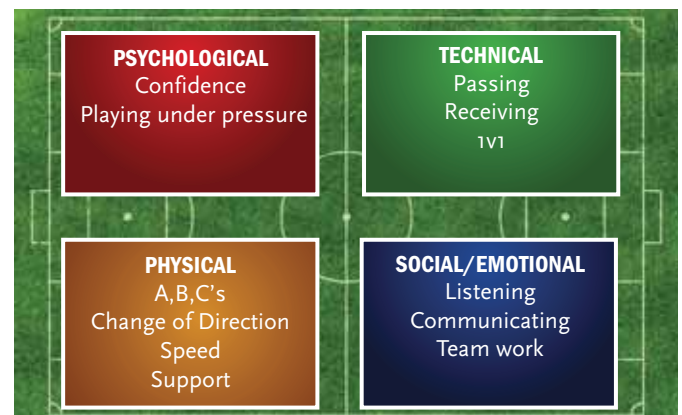 PSYCHOLOGICAL
Confidence
Playing under pressure
TECHNICAL
Passing
Receiving
1v1
PHYSICAL
A,B,C's
Change of Direction
Speed
Support
SOCIAL/EMOTIONAL
Listening
Communicating
Team work